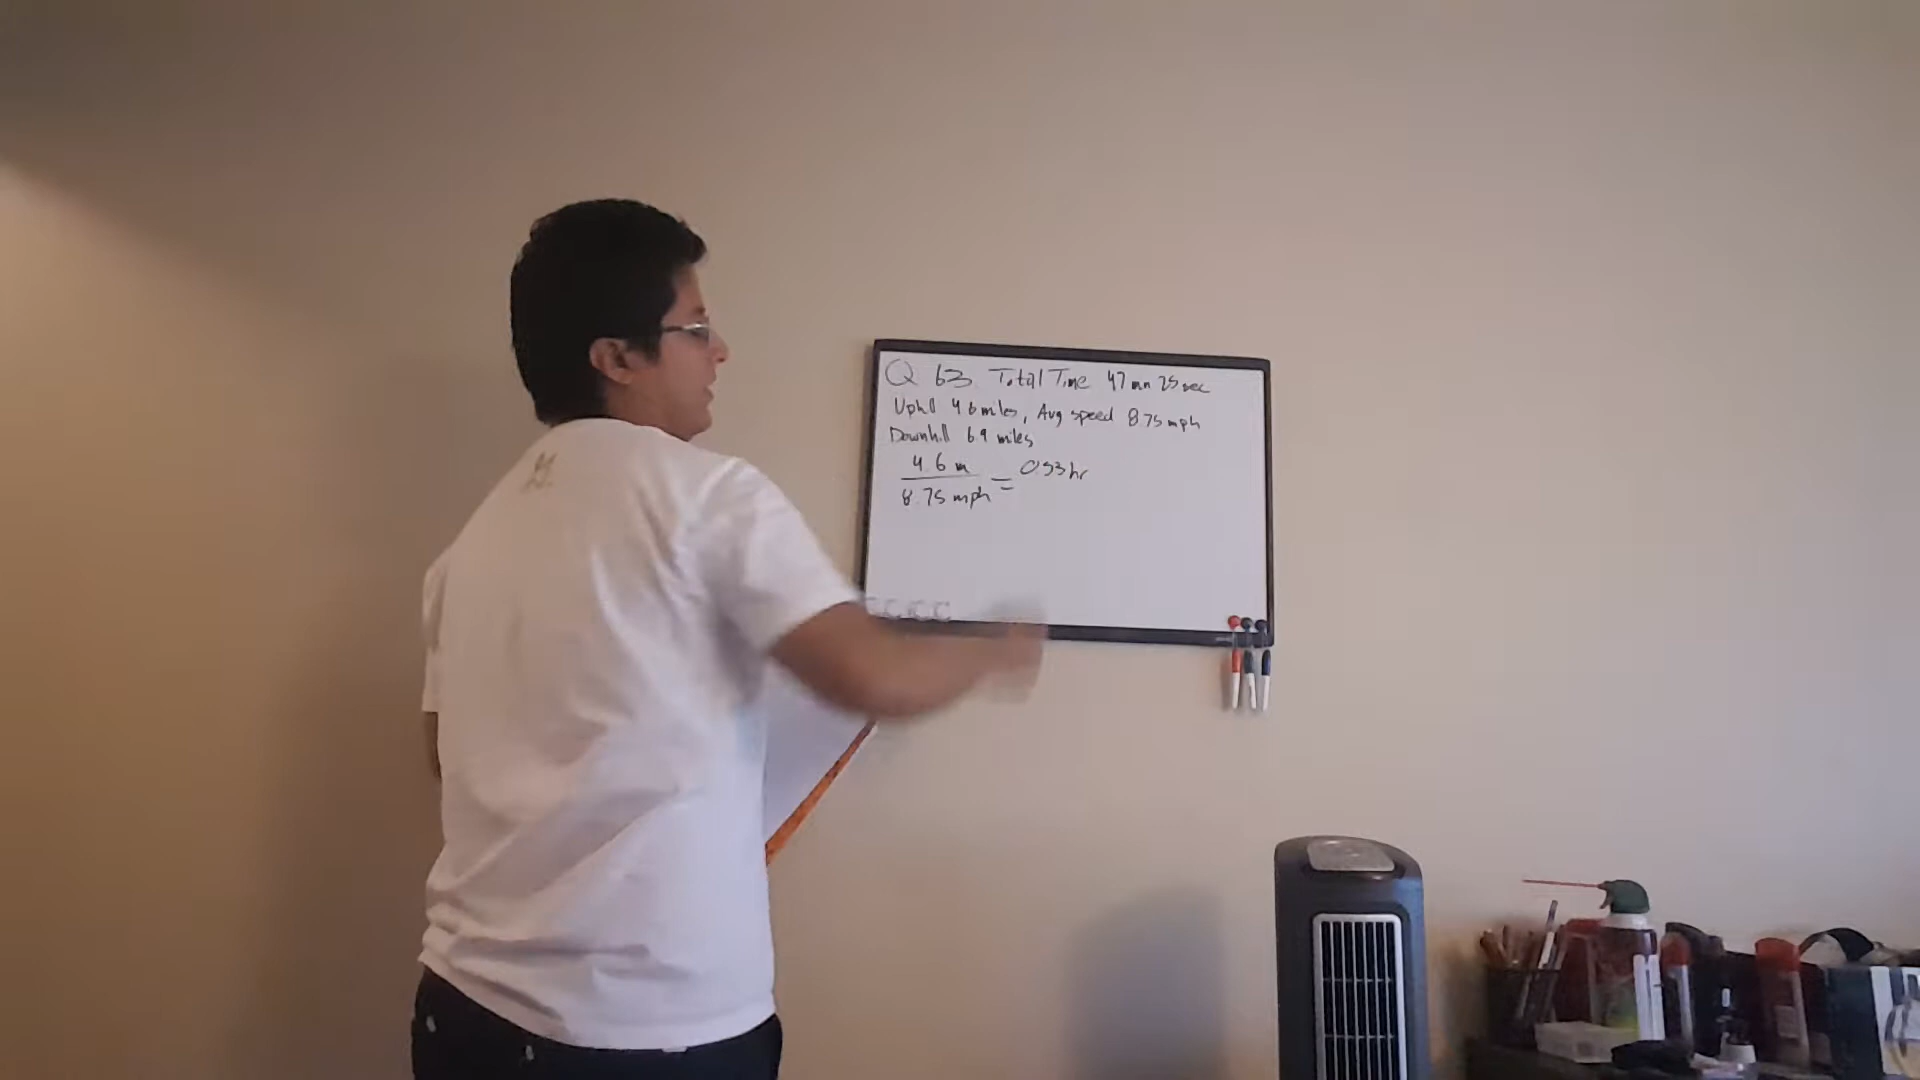 Q 63 Total Time 47 mn 25 sec
Uphill 4.6 miles, Avg speed 8.75 mph
Downhill 6.9 miles
4.6 m
8.75 mph = 0.53 hr